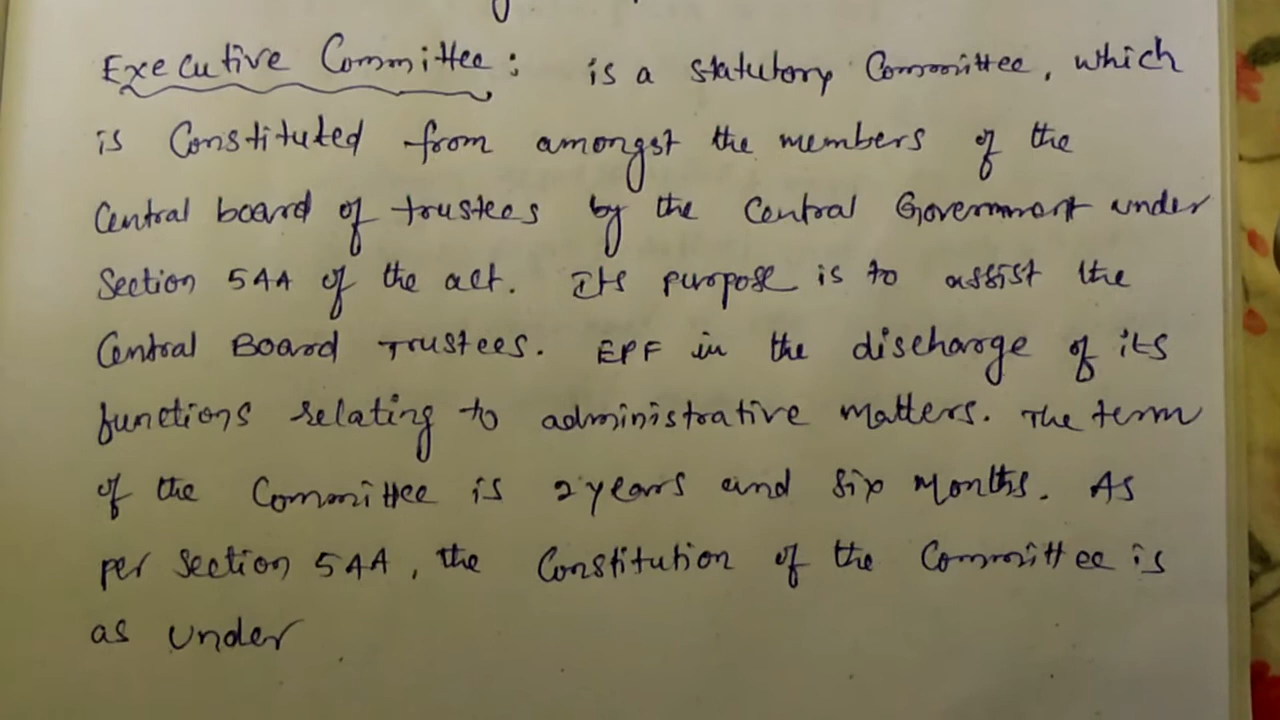 Executive Committee: is a statutory Committee, which
is Constituted from amongst the members of the
Central board of trustees by the Central Government under
Section 5AA of the act. Its purpose is to assist the
Central Board Trustees. EPF in the discharge of its
functions relating to administrative matters. The term
of the Committee is 2 years and six Months. As
per section 5AA, the Constitution of the Committee is
as under